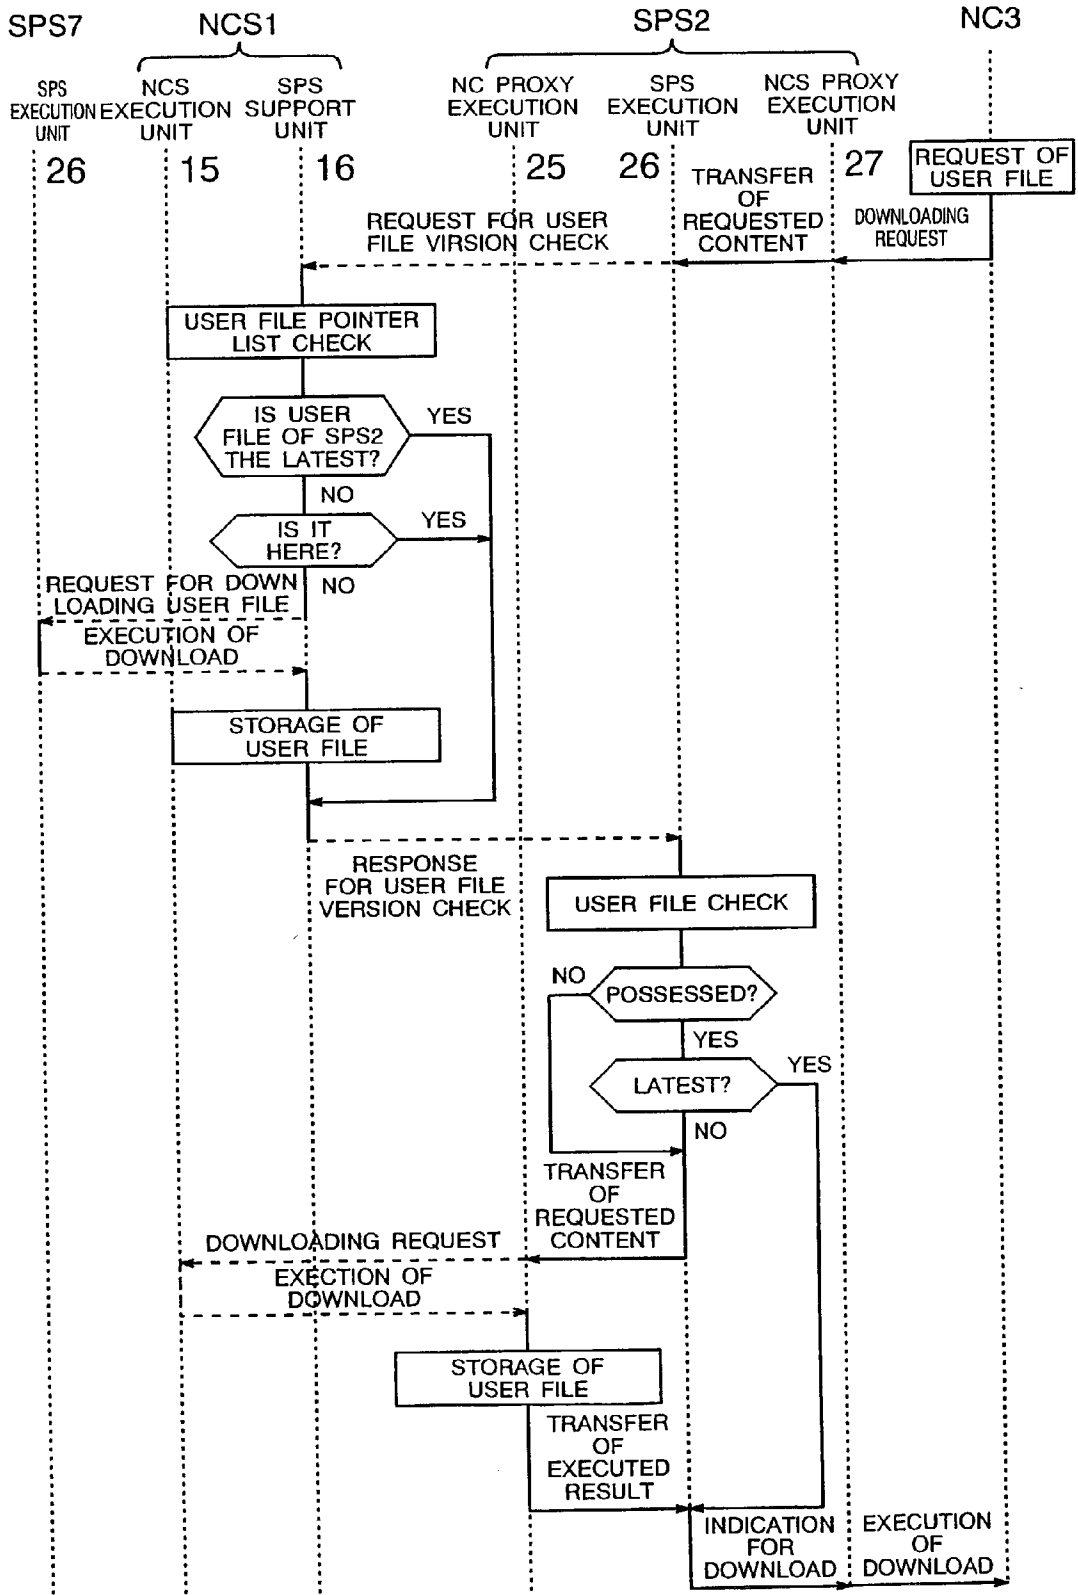 SPS7
NCS1
SPS2
NC3
SPS
EXECUTION
UNIT
26
NCS
EXECUTION
UNIT
15
SPS
SUPPORT
UNIT
16
NC PROXY
EXECUTION
UNIT
25
SPS
EXECUTION
UNIT
26
NCS PROXY
EXECUTION
UNIT
27
REQUEST OF
USER FILE
DOWNLOADING
REQUEST
TRANSFER
OF
REQUESTED
CONTENT
REQUEST FOR USER
FILE VIRSION CHECK
USER FILE POINTER
LIST CHECK
IS USER
FILE OF SPS2
THE LATEST?
YES
NO
IS IT
HERE?
YES
NO
REQUEST FOR DOWN
LOADING USER FILE
EXECUTION OF
DOWNLOAD
STORAGE OF
USER FILE
RESPONSE
FOR USER FILE
VERSION CHECK
USER FILE CHECK
NO
POSSESSED?
YES
LATEST?
YES
NO
TRANSFER
OF
REQUESTED
CONTENT
DOWNLOADING REQUEST
EXECTION OF
DOWNLOAD
STORAGE OF
USER FILE
TRANSFER
OF
EXECUTED
RESULT
INDICATION
FOR
DOWNLOAD
EXECUTION
OF
DOWNLOAD